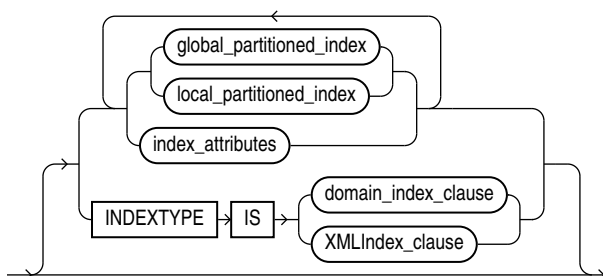 global_partitioned_index
local_partitioned_index
index_attributes
domain_index_clause
INDEXTYPE IS
XMLIndex_clause